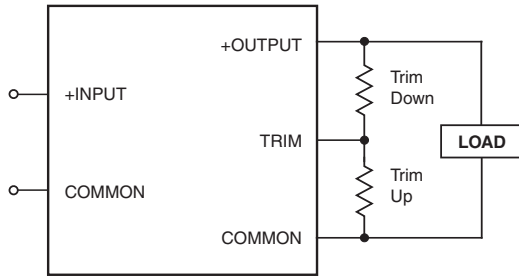 +OUTPUT
Trim
Down
+INPUT
TRIM
LOAD
Trim
Up
COMMON
COMMON